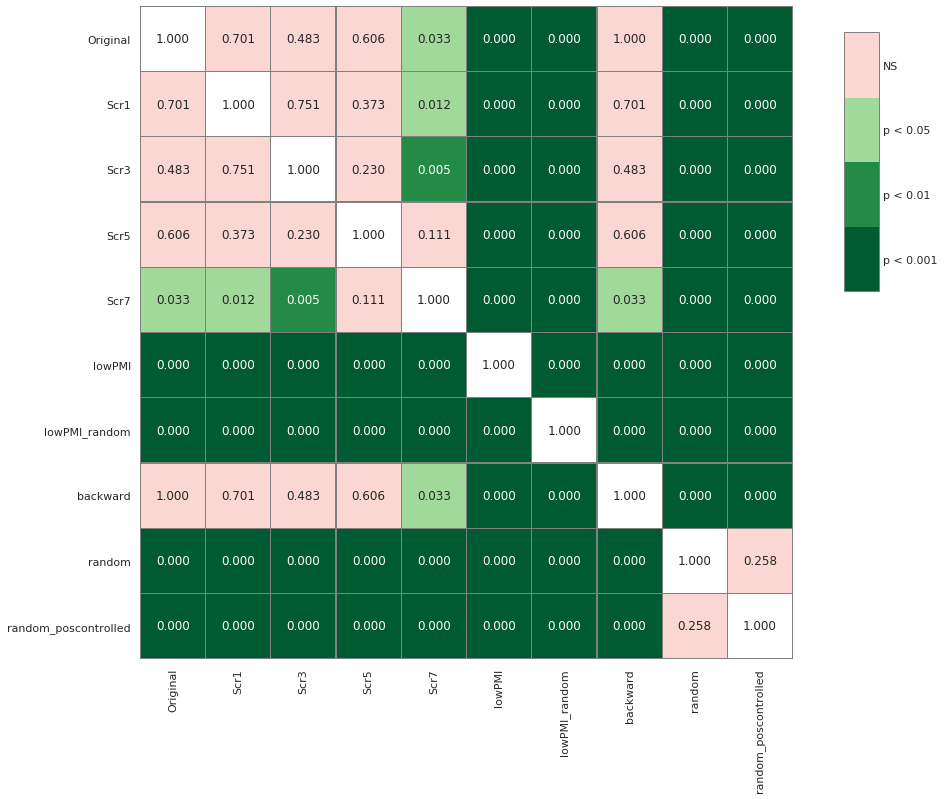 Original 1.000 0.701 0.483 0.606 0.033 0.000 0.000 1.000 0.000 0.000
Scr1 0.701 1.000 0.751 0.373 0.012 0.000 0.000 0.701 0.000 0.000
Scr3 0.483 0.751 1.000 0.230 0.005 0.000 0.000 0.483 0.000 0.000
Scr5 0.606 0.373 0.230 1.000 0.111 0.000 0.000 0.606 0.000 0.000
Scr7 0.033 0.012 0.005 0.111 1.000 0.000 0.000 0.033 0.000 0.000
lowPMI 0.000 0.000 0.000 0.000 0.000 1.000 0.000 0.000 0.000 0.000
lowPMI_random 0.000 0.000 0.000 0.000 0.000 0.000 1.000 0.000 0.000 0.000
backward 1.000 0.701 0.483 0.606 0.033 0.000 0.000 1.000 0.000 0.000
random 0.000 0.000 0.000 0.000 0.000 0.000 0.000 0.000 1.000 0.258
random_poscontrolled 0.000 0.000 0.000 0.000 0.000 0.000 0.000 0.000 0.258 1.000
Original
Scr1
Scr3
Scr5
Scr7
lowPMI
lowPMI_random
backward
random
random_poscontrolled
NS
p < 0.05
p < 0.01
p < 0.001